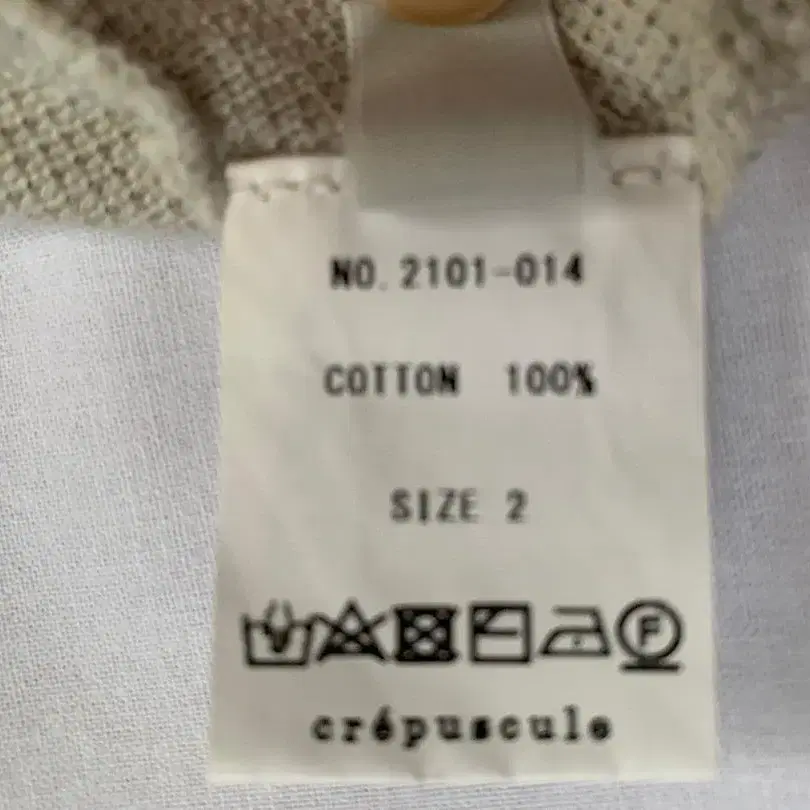 NO. 2101-014
COTTON 100%
SIZE 2
F
crépuscule